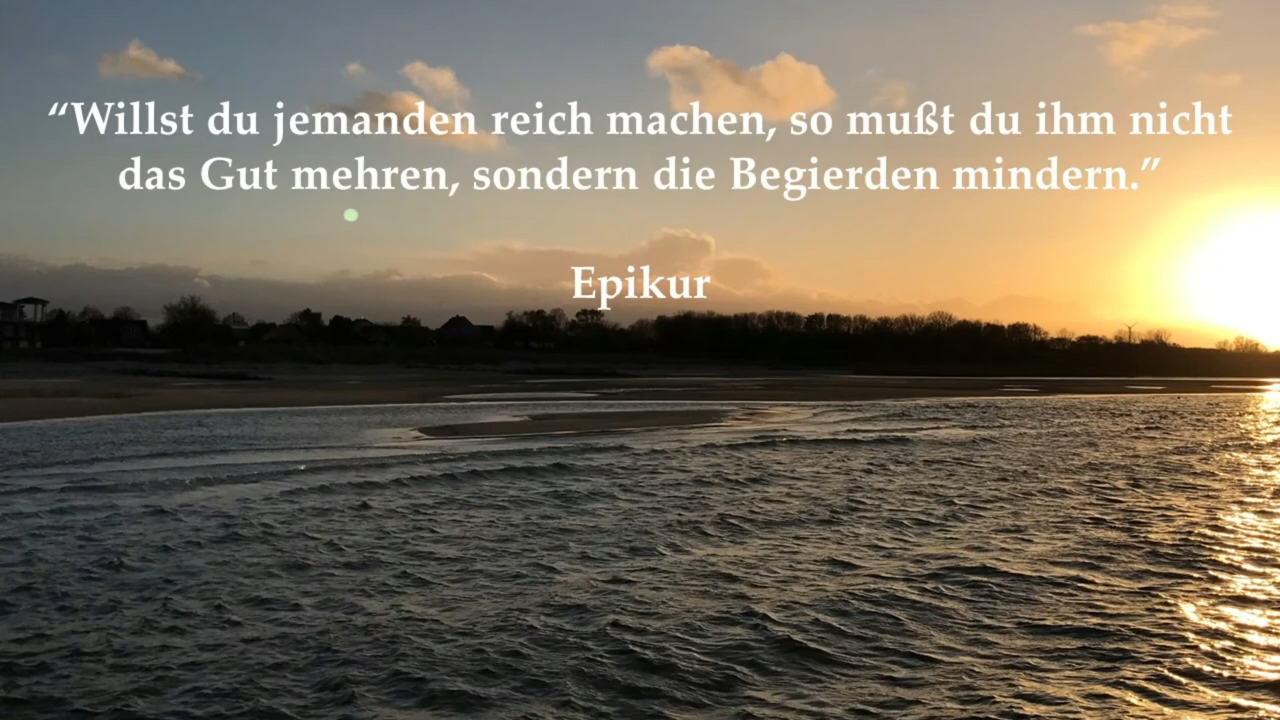 “Willst du jemanden reich machen, so mußt du ihm nicht
das Gut mehren, sondern die Begierden mindern.”
Epikur